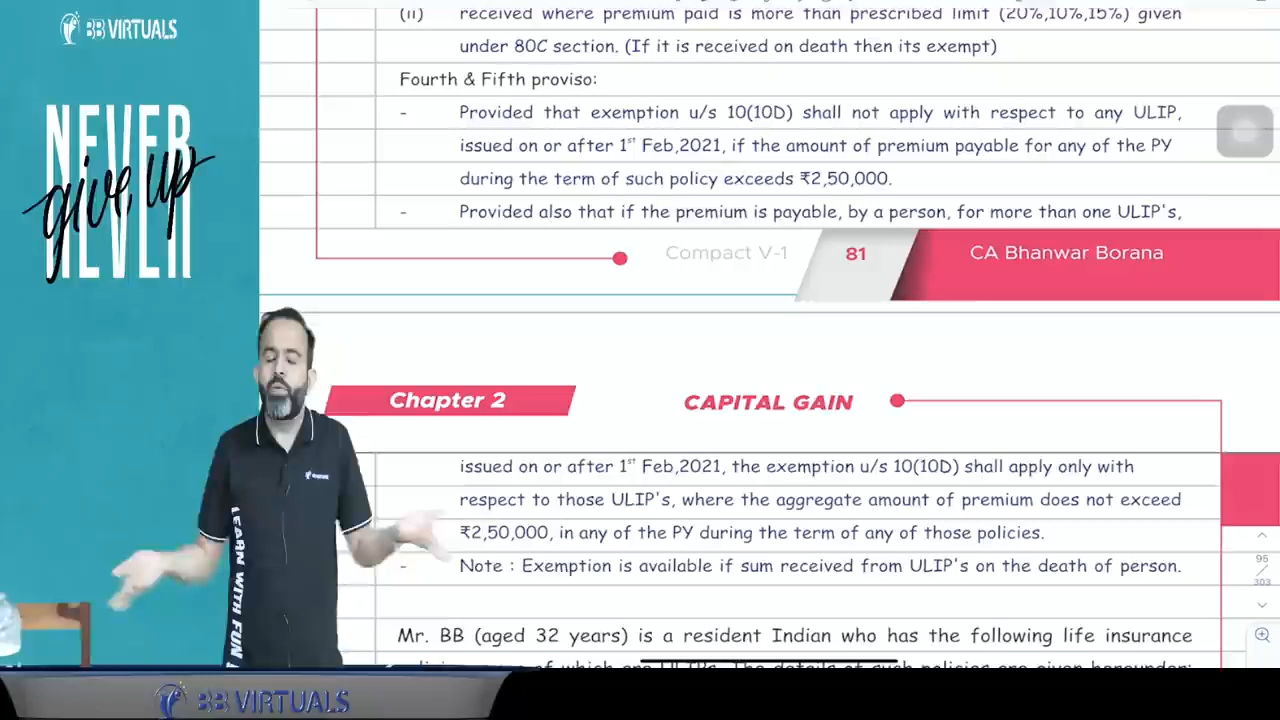 BB VIRTUALS
NEVER
give up
NEVER
(ii) received where premium paid is more than prescribed limit (20%,10%,15%) given
under 80C section. (If it is received on death then its exempt)
Fourth & Fifth proviso:
- Provided that exemption u/s 10(10D) shall not apply with respect to any ULIP,
issued on or after 1st Feb,2021, if the amount of premium payable for any of the PY
during the term of such policy exceeds ₹2,50,000.
- Provided also that if the premium is payable, by a person, for more than one ULIP's,
Compact V-1
81
CA Bhanwar Borana
Chapter 2
CAPITAL GAIN
issued on or after 1st Feb,2021, the exemption u/s 10(10D) shall apply only with
respect to those ULIP's, where the aggregate amount of premium does not exceed
₹2,50,000, in any of the PY during the term of any of those policies.
- Note : Exemption is available if sum received from ULIP's on the death of person.
95
303
Mr. BB (aged 32 years) is a resident Indian who has the following life insurance
LEARN WITH FUN
BB VIRTUALS